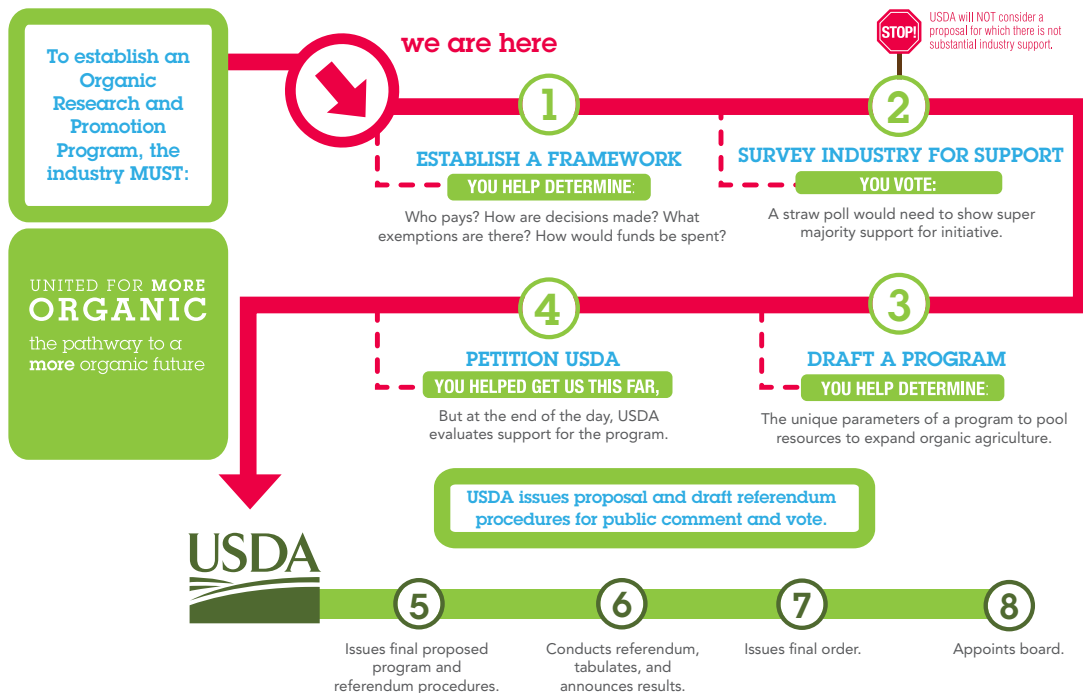 To establish an
Organic
Research and
Promotion
Program, the
industry MUST:
we are here
STOP!
USDA will NOT consider a
proposal for which there is not
substantial industry support.
1
ESTABLISH A FRAMEWORK
YOU HELP DETERMINE:
Who pays? How are decisions made? What
exemptions are there? How would funds be spent?
2
SURVEY INDUSTRY FOR SUPPORT
YOU VOTE:
A straw poll would need to show super
majority support for initiative.
UNITED FOR MORE
ORGANIC
the pathway to a
more organic future
3
DRAFT A PROGRAM
YOU HELP DETERMINE:
The unique parameters of a program to pool
resources to expand organic agriculture.
4
PETITION USDA
YOU HELPED GET US THIS FAR,
But at the end of the day, USDA
evaluates support for the program.
USDA issues proposal and draft referendum
procedures for public comment and vote.
USDA
5
Issues final proposed
program and
referendum procedures.
6
Conducts referendum,
tabulates, and
announces results.
7
Issues final order.
8
Appoints board.